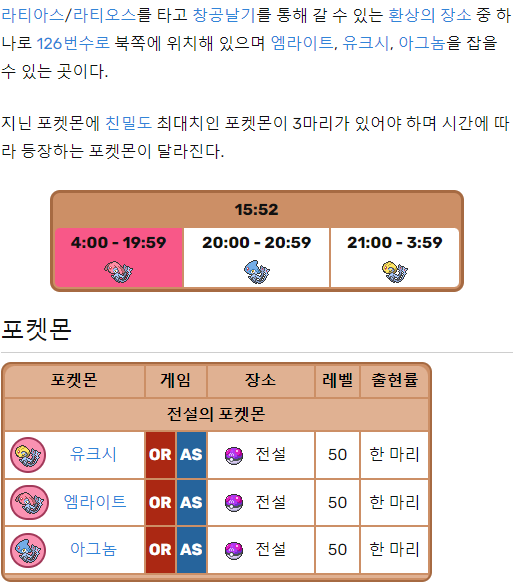 라티아스/라티오스를 타고 창공날기를 통해 갈 수 있는 환상의 장소 중 하
나로 126번수로 북쪽에 위치해 있으며 엠라이트, 유크시, 아그놈을 잡을
수 있는 곳이다.
지닌 포켓몬에 친밀도 최대치인 포켓몬이 3마리가 있어야 하며 시간에 따
라 등장하는 포켓몬이 달라진다.
15:52
4:00 - 19:59 20:00 - 20:59 21:00 - 3:59
포켓몬
포켓몬 게임 장소 레벨 출현률
전설의 포켓몬
유크시 OR AS 전설 50 한 마리
엠라이트 OR AS 전설 50 한 마리
아그놈 OR AS 전설 50 한 마리